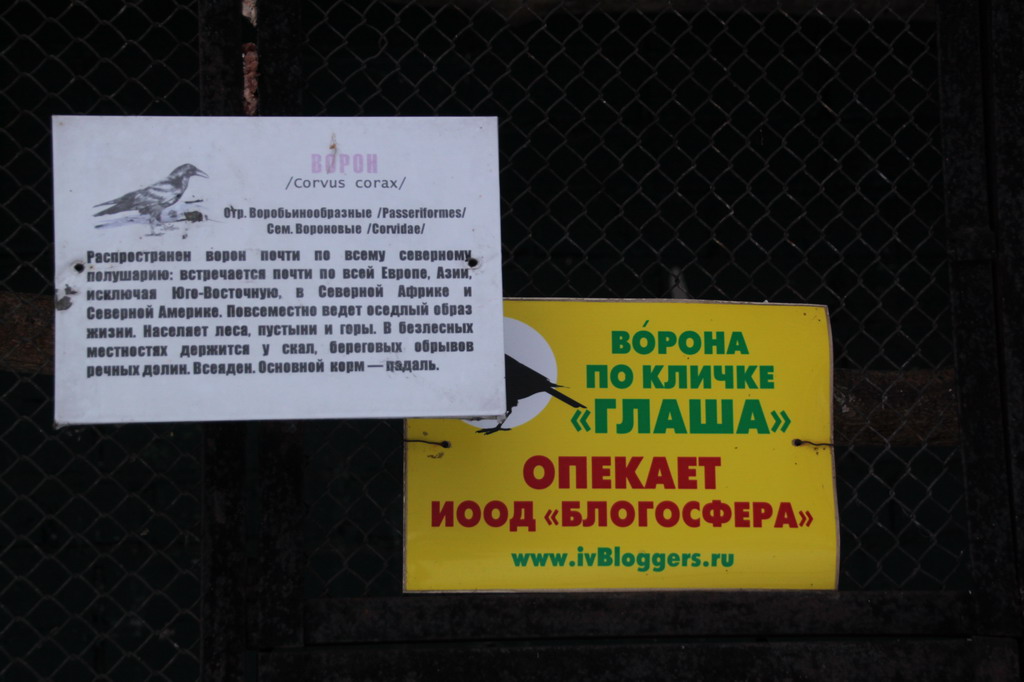 ВОРОН
/Corvus corax/
Отр. Воробьинообразные /Passeriformes/
Сем. Вороновые /Corvidae/
Распространен ворон почти по всему северному
полушарию: встречается почти по всей Европе, Азии,
исключая Юго-Восточную, в Северной Африке и
Северной Америке. Повсеместно ведет оседлый образ
жизни. Населяет леса, пустыни и горы. В безлесных
местностях держится у скал, береговых обрывов
речных долин. Всеяден. Основной корм — падаль.
ВО́РОНА
ПО КЛИЧКЕ
«ГЛАША»
ОПЕКАЕТ
ИООД «БЛОГОСФЕРА»
www.ivBloggers.ru